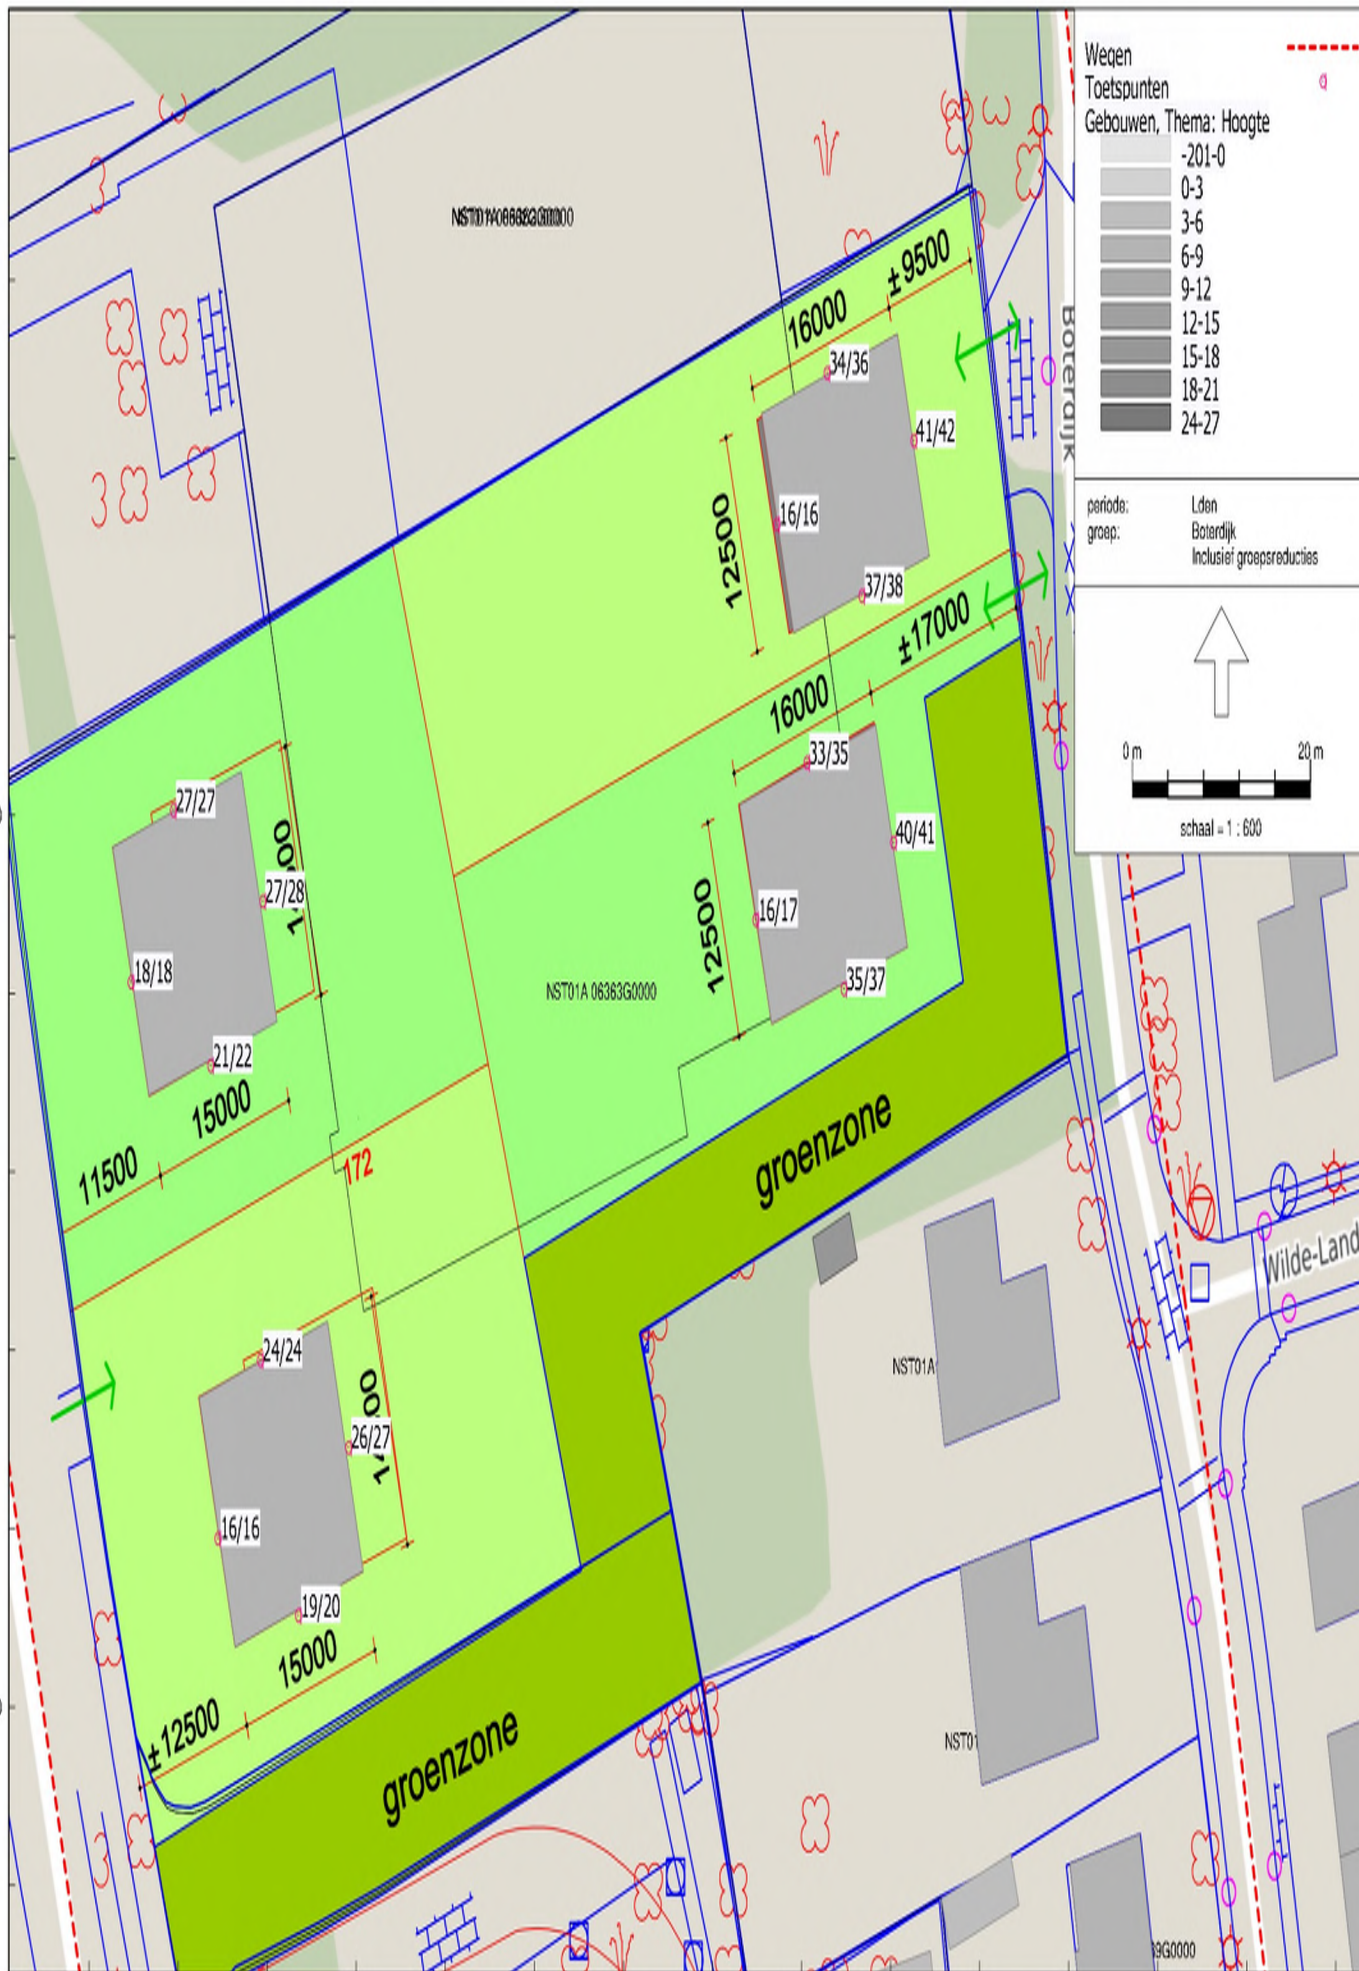 Wegen
Toetspunten
Gebouwen, Thema: Hoogte
-201-0
0-3
3-6
6-9
9-12
12-15
15-18
18-21
24-27
periode: Lden
groep: Boterdijk
Inclusief groepsreducties
0 m 20 m
schaal = 1 : 600
Boterdijk
±9500
16000
34/36
41/42
12500
16/16
37/38
±17000
16000
33/35
40/41
12500
16/17
35/37
NST01A 06363G0000
27/27
27/28
18/18
21/22
15000
11500
172
groenzone
24/24
26/27
16/16
19/20
15000
±12500
groenzone
Wilde-Land
NST01A
NST01